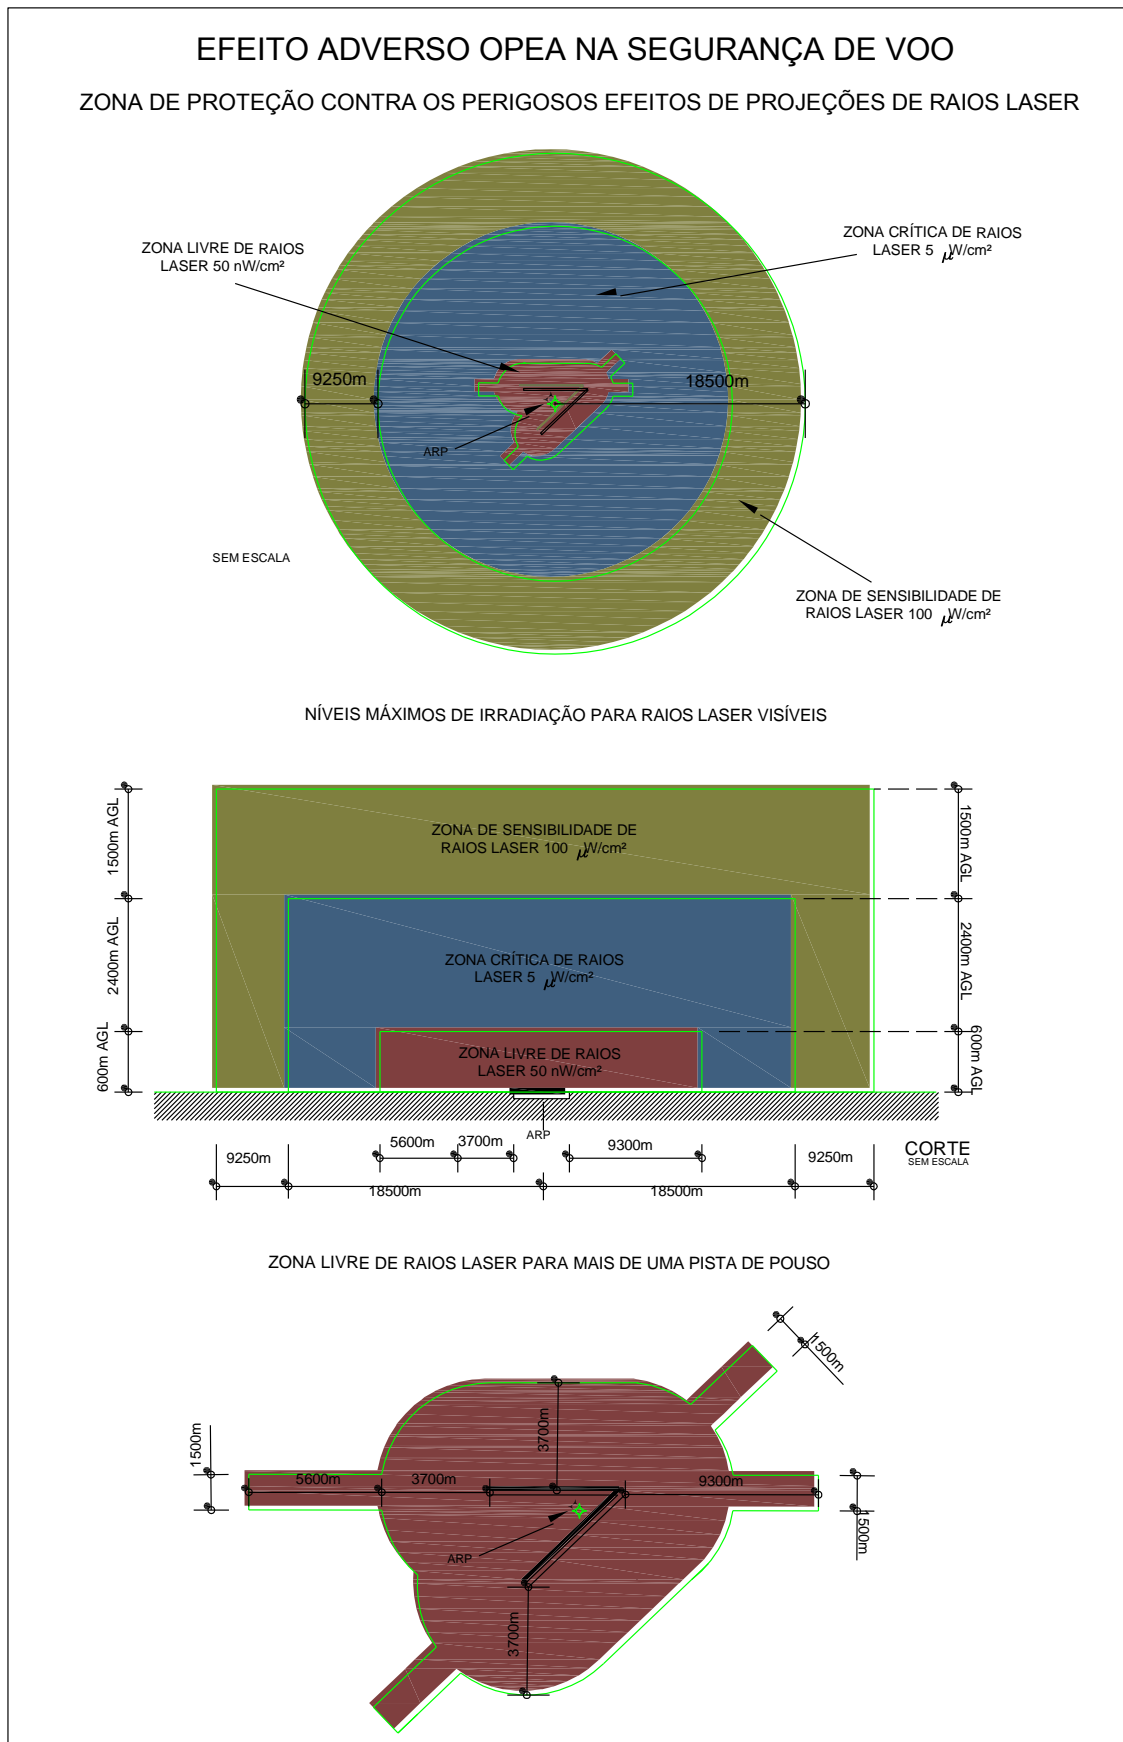 EFEITO ADVERSO OPEA NA SEGURANÇA DE VOO
ZONA DE PROTEÇÃO CONTRA OS PERIGOSOS EFEITOS DE PROJEÇÕES DE RAIOS LASER
ZONA LIVRE DE RAIOS
LASER 50 nW/cm²
ZONA CRÍTICA DE RAIOS
LASER 5 μW/cm²
9250m
18500m
ARP
SEM ESCALA
ZONA DE SENSIBILIDADE DE
RAIOS LASER 100 μW/cm²
NÍVEIS MÁXIMOS DE IRRADIAÇÃO PARA RAIOS LASER VISÍVEIS
1500m AGL
2400m AGL
600m AGL
ZONA DE SENSIBILIDADE DE
RAIOS LASER 100 μW/cm²
ZONA CRÍTICA DE RAIOS
LASER 5 μW/cm²
ZONA LIVRE DE RAIOS
LASER 50 nW/cm²
1500m AGL
2400m AGL
600m AGL
ARP
5600m
3700m
9300m
9250m
9250m
18500m
18500m
CORTE
SEM ESCALA
ZONA LIVRE DE RAIOS LASER PARA MAIS DE UMA PISTA DE POUSO
1500m
1500m
3700m
5600m
3700m
9300m
1500m
ARP
3700m